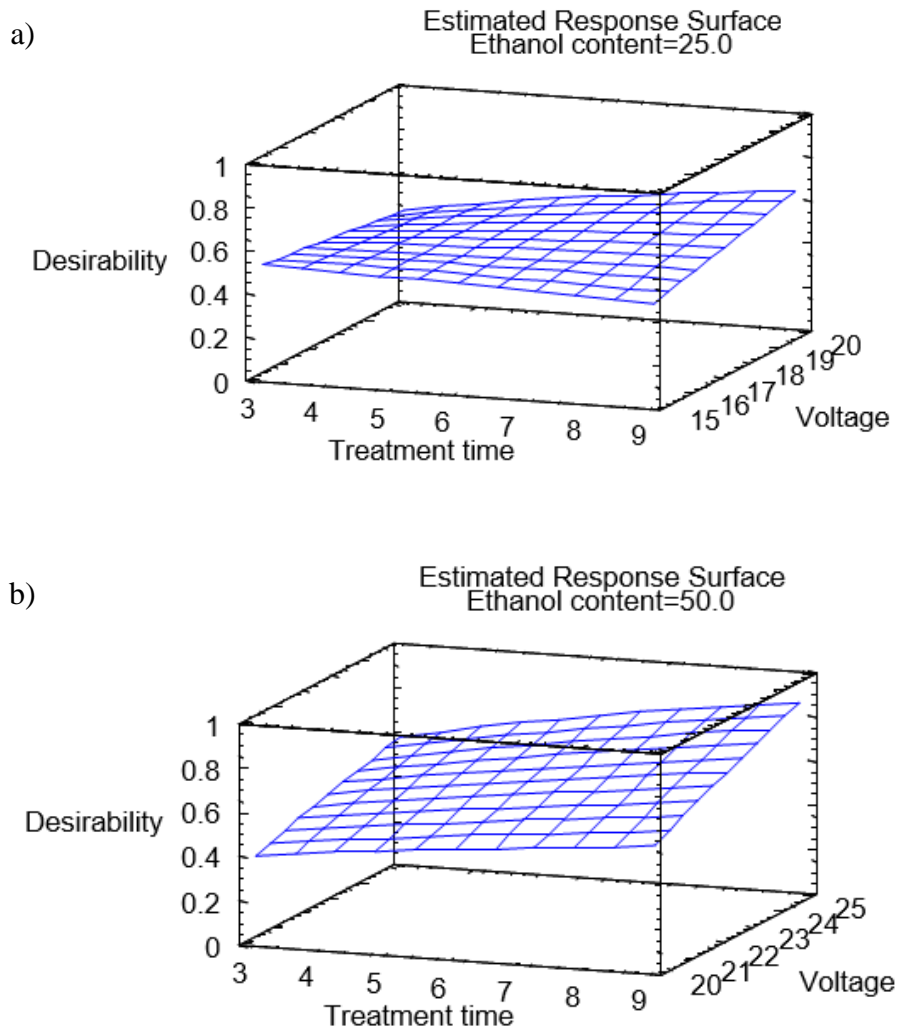 a)
Estimated Response Surface
Ethanol content=25.0
1
0.8
0.6
0.4
0.2
0
Desirability
3 4 5 6 7 8 9
Treatment time
15 16 17 18 19 20
Voltage
b)
Estimated Response Surface
Ethanol content=50.0
1
0.8
0.6
0.4
0.2
0
Desirability
3 4 5 6 7 8 9
Treatment time
20 21 22 23 24 25
Voltage